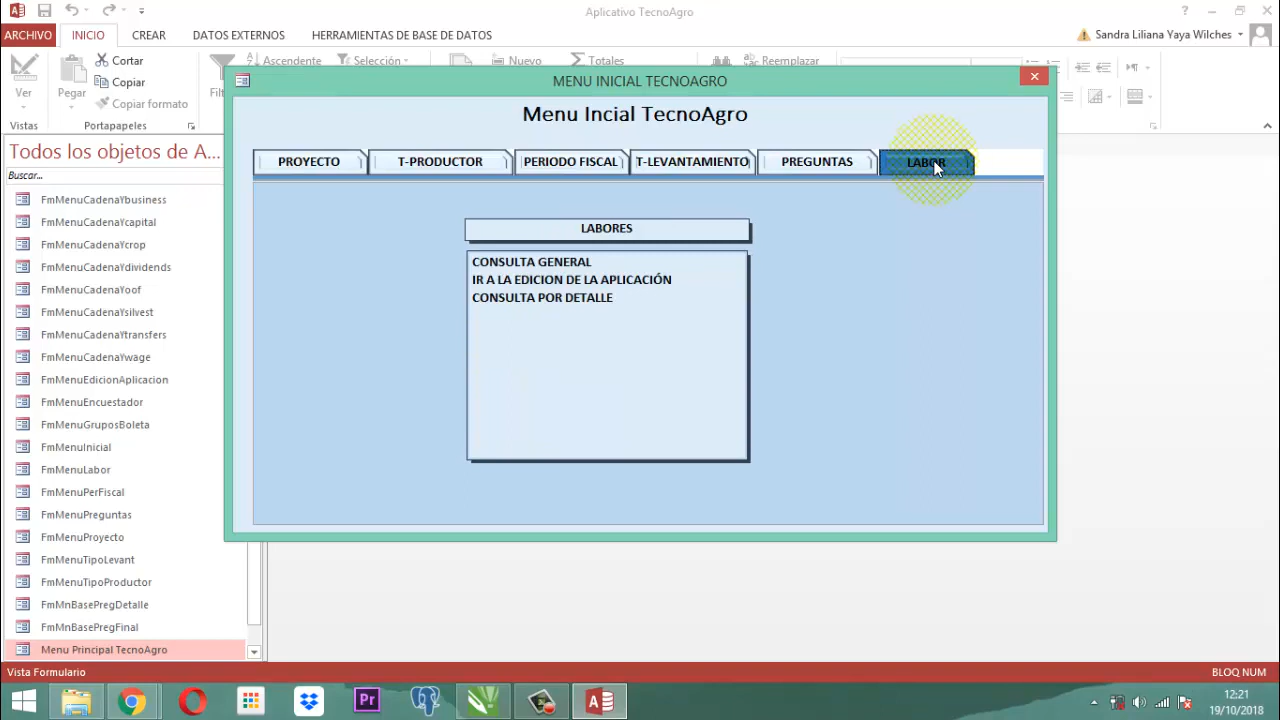 Aplicativo TecnoAgro
ARCHIVO INICIO CREAR DATOS EXTERNOS HERRAMIENTAS DE BASE DE DATOS
Sandra Liliana Yaya Wilches
Ver
Pegar
Cortar
Copiar
Copiar formato
Ascendente
Selección
Nuevo
Totales
Reemplazar
Vistas
Portapapeles
Todos los objetos de A...
Buscar...
FmMenuCadenaYbusiness
FmMenuCadenaYcapital
FmMenuCadenaYcrop
FmMenuCadenaYdividends
FmMenuCadenaYoof
FmMenuCadenaYsilvest
FmMenuCadenaYtransfers
FmMenuCadenaYwage
FmMenuEdicionAplicacion
FmMenuEncuestador
FmMenuGruposBoleta
FmMenuInicial
FmMenuLabor
FmMenuPerFiscal
FmMenuPreguntas
FmMenuProyecto
FmMenuTipoLevant
FmMenuTipoProductor
FmMnBasePregDetalle
FmMnBasePregFinal
Menu Principal TecnoAgro
MENU INICIAL TECNOAGRO
Menu Incial TecnoAgro
PROYECTO T-PRODUCTOR PERIODO FISCAL T-LEVANTAMIENTO PREGUNTAS LABOR
LABORES
CONSULTA GENERAL
IR A LA EDICION DE LA APLICACIÓN
CONSULTA POR DETALLE
Vista Formulario
BLOQ NUM
Pr
12:21
19/10/2018